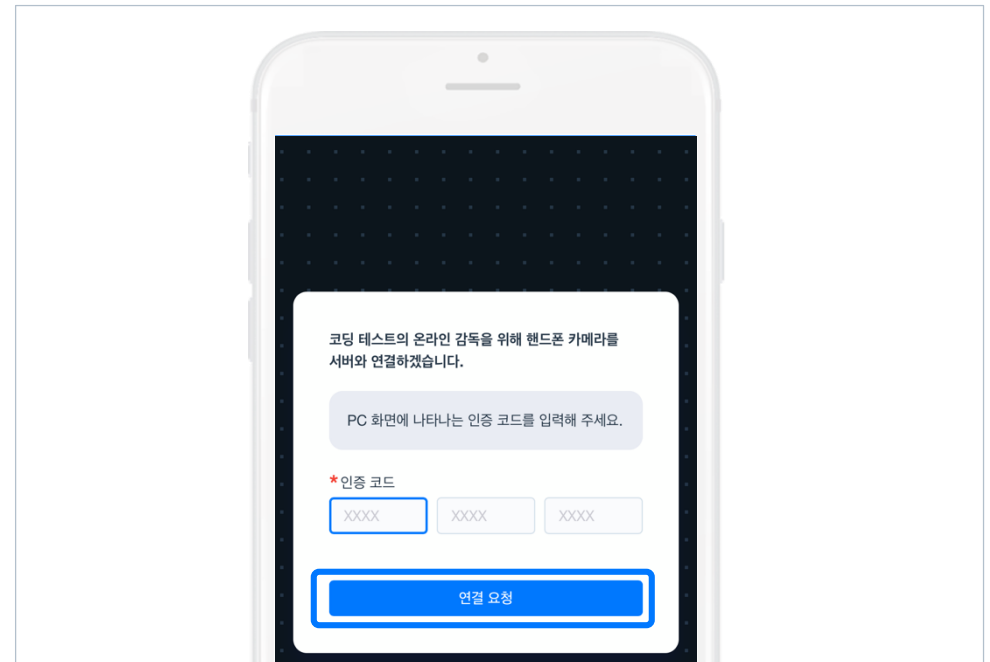 코딩 테스트의 온라인 감독을 위해 핸드폰 카메라를
서버와 연결하겠습니다.
PC 화면에 나타나는 인증 코드를 입력해 주세요.
*인증 코드
XXXX XXXX XXXX
연결 요청